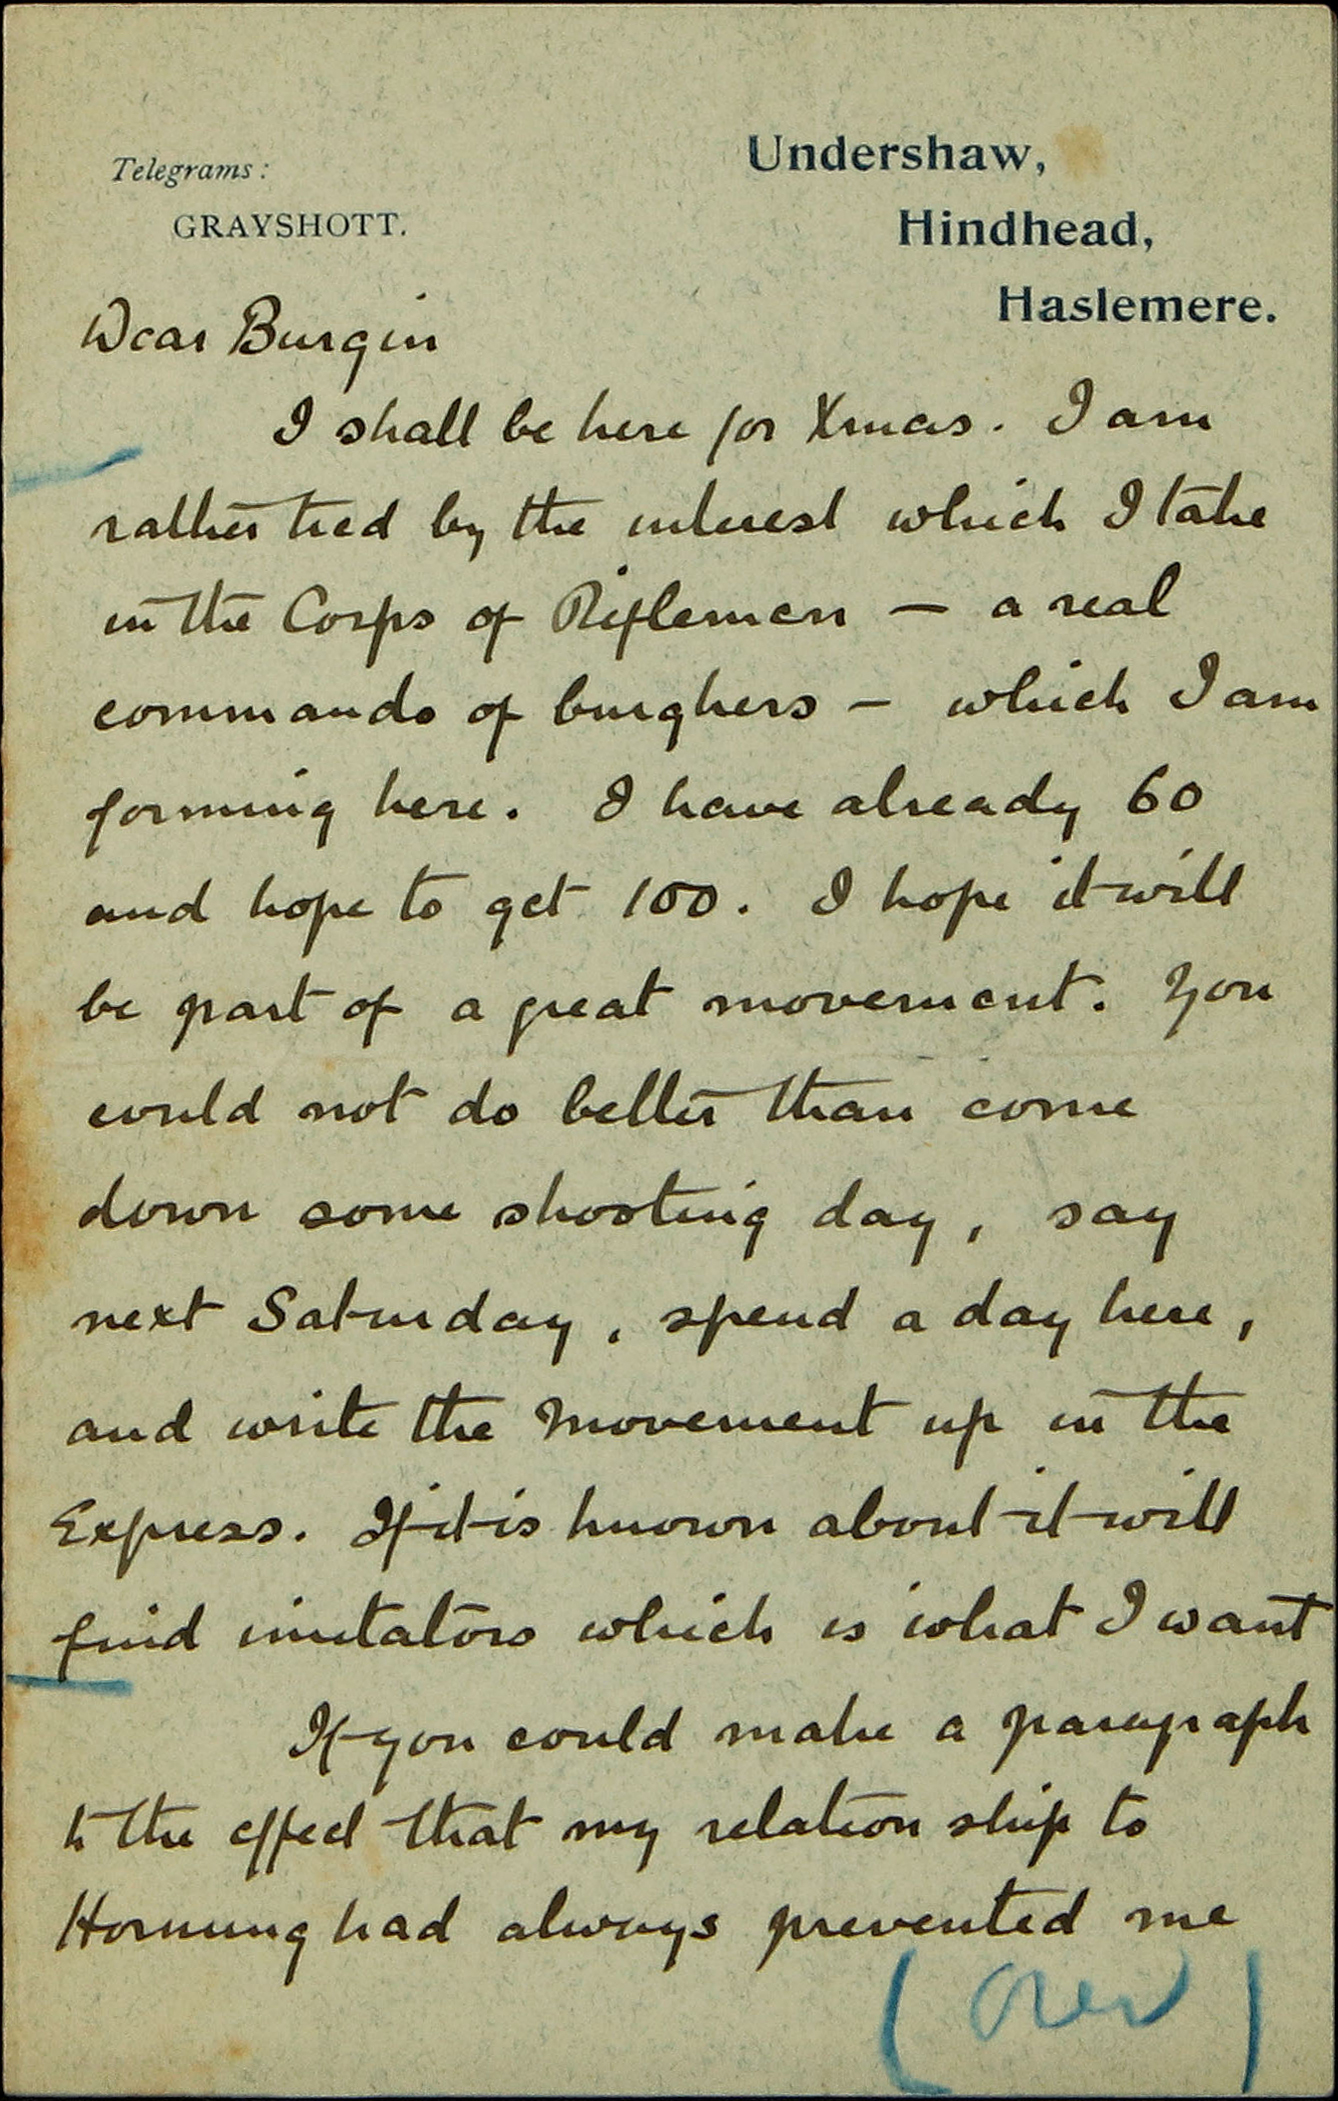 Telegrams:
GRAYSHOTT.
Undershaw,
Hindhead,
Haslemere.
Dear Burgin
I shall be here for Xmas. I am
rather tied by the interest which I take
in the Corps of Riflemen — a real
commando of burghers — which I am
forming here. I have already 60
and hope to get 100. I hope it will
be part of a great movement. You
could not do better than come
down some shooting day, say
next Saturday, spend a day here,
and write the movement up in the
Express. If it is known about it will
find imitators which is what I want
If you could make a paragraph
to the effect that my relation ship to
Hornung had always prevented me
(over)